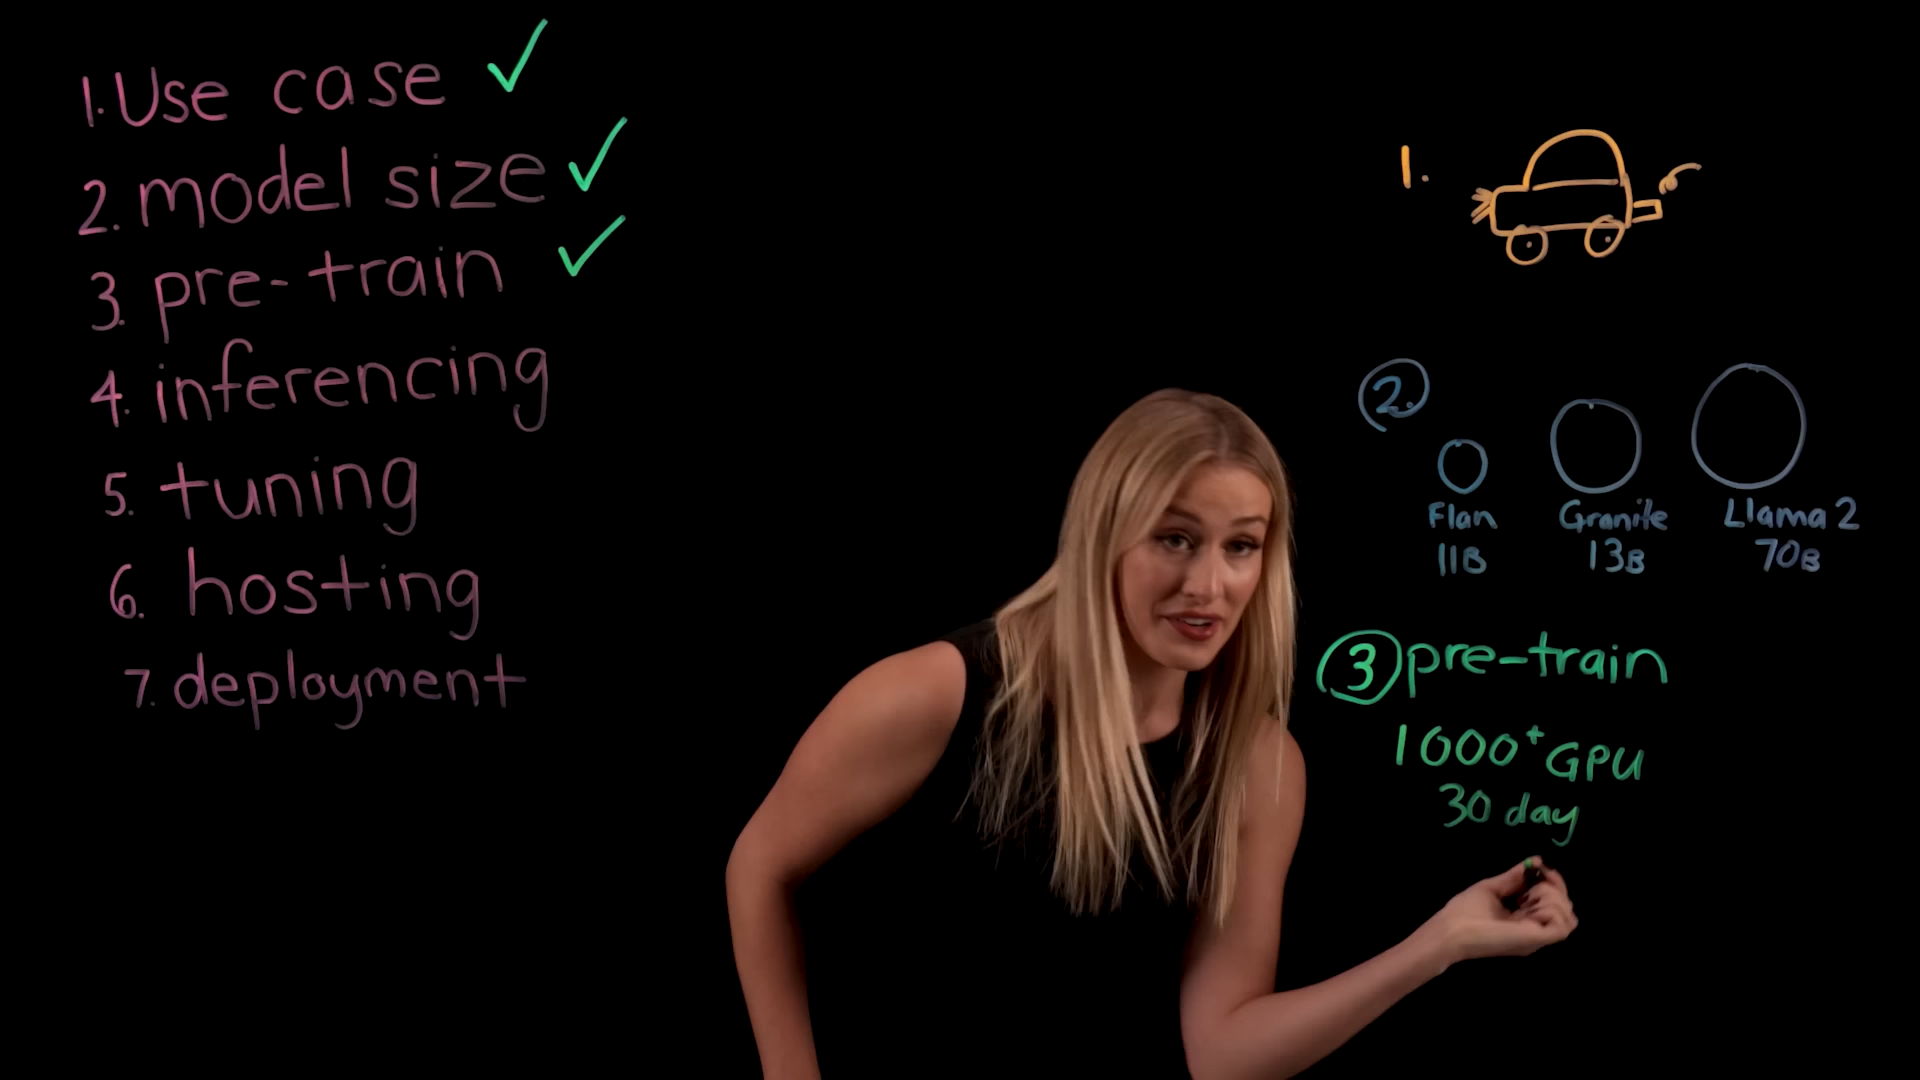 1. Use case ✓
2. model size ✓
3. pre-train ✓
4. inferencing
5. tuning
6. hosting
7. deployment
1.
2.
Flan
11B
Granite
13B
Llama 2
70B
3 pre-train
1000+ GPU
30 day